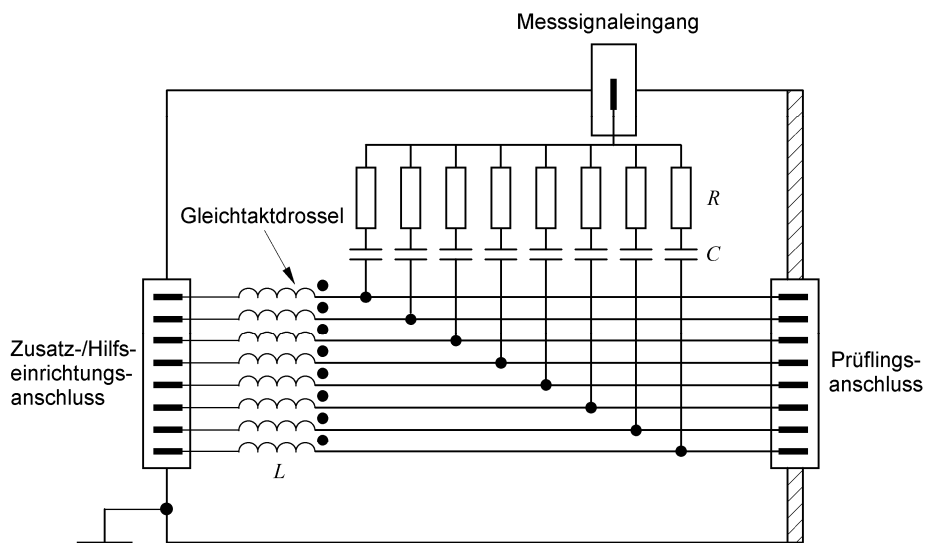 Messsignaleingang
Gleichtaktdrossel
R
C
Zusatz-/Hilfs-
einrichtungs-
anschluss
Prüflings-
anschluss
L